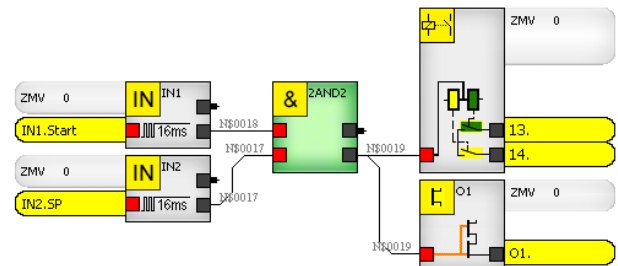 ZMV 0
ZMV 0
IN IN1
& 2AND2
IN1.Start
16ms
N$0018
N$0017
N$0019
13.
14.
ZMV 0
IN IN2
O1
ZMV 0
IN2.SP
16ms
N$0017
N$0019
O1.